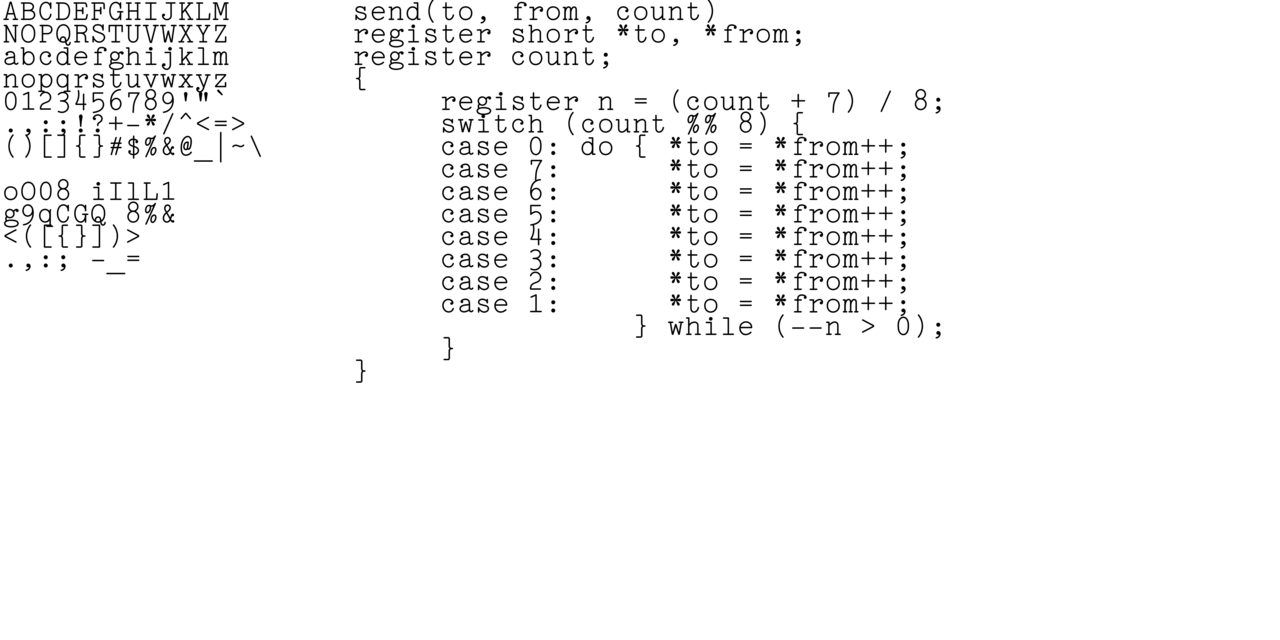 ABCDEFGHIJKLM
NOPQRSTUVWXYZ
abcdefghijklm
nopqrstuvwxyz
0123456789'"`
.,:;!?+-*/^<=>
()[]{}#$%&@_|~\
oO08 iIlL1
g9qCGQ 8%&
<([{}])>
.,:; -_=
send(to, from, count)
register short *to, *from;
register count;
{
     register n = (count + 7) / 8;
     switch (count %% 8) {
     case 0: do { *to = *from++;
     case 7:      *to = *from++;
     case 6:      *to = *from++;
     case 5:      *to = *from++;
     case 4:      *to = *from++;
     case 3:      *to = *from++;
     case 2:      *to = *from++;
     case 1:      *to = *from++;
                } while (--n > 0);
     }
}